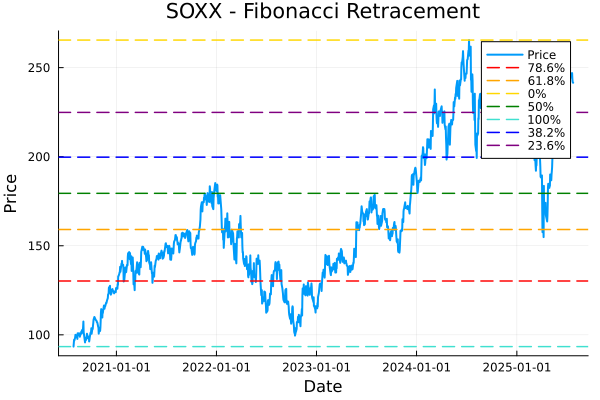 SOXX - Fibonacci Retracement
Price
250
200
150
100
Price
78.6%
61.8%
0%
50%
100%
38.2%
23.6%
2021-01-01 2022-01-01 2023-01-01 2024-01-01 2025-01-01
Date